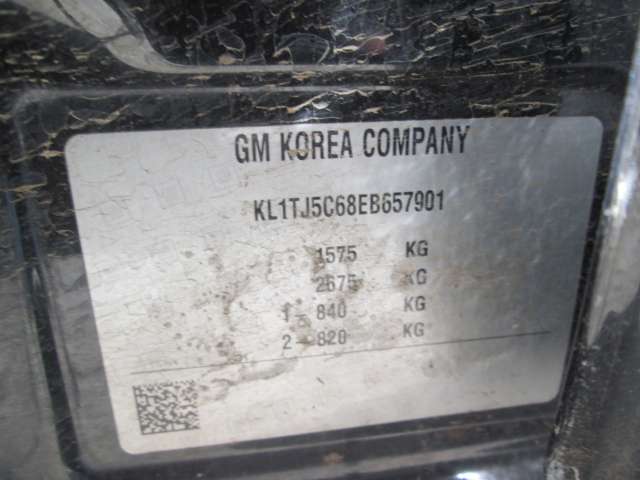 GM KOREA COMPANY
KL1TJ5C68EB657901
1575 KG
2675 KG
1- 840 KG
2 - 820 KG